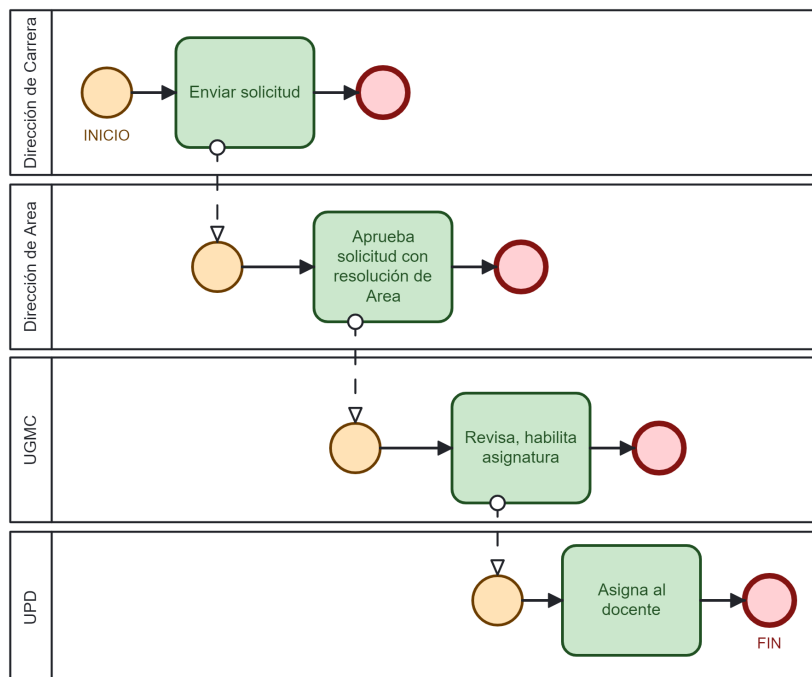 Dirección de Carrera
Enviar solicitud
INICIO
Dirección de Area
Aprueba
solicitud con
resolución de
Area
UGMC
Revisa, habilita
asignatura
UPD
Asigna al
docente
FIN